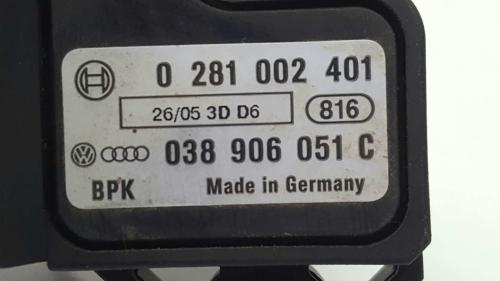 0 281 002 401
26/05 3D D6 816
038 906 051 C
BPK Made in Germany